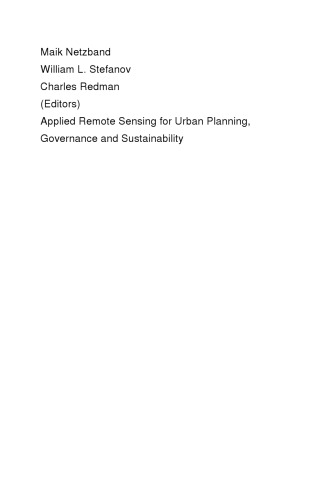 Maik Netzband
William L. Stefanov
Charles Redman
(Editors)
Applied Remote Sensing for Urban Planning,
Governance and Sustainability